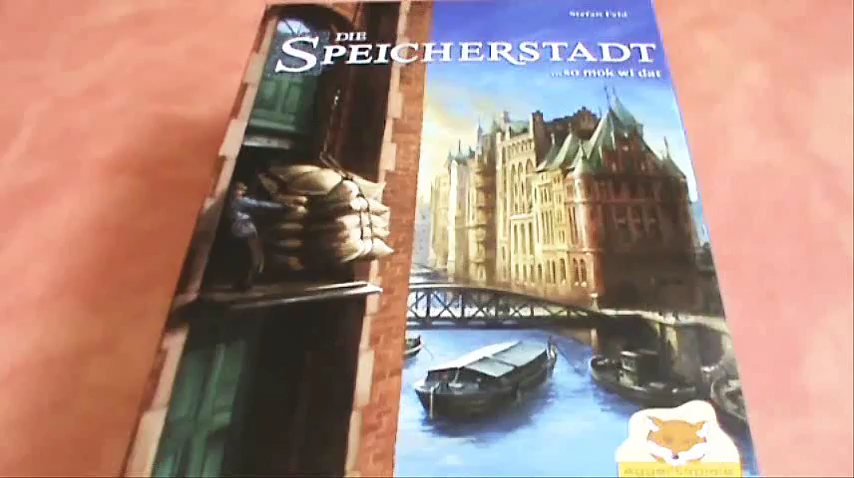 Stefan Feld
DIE
SPEICHERSTADT
...so mok wi dat